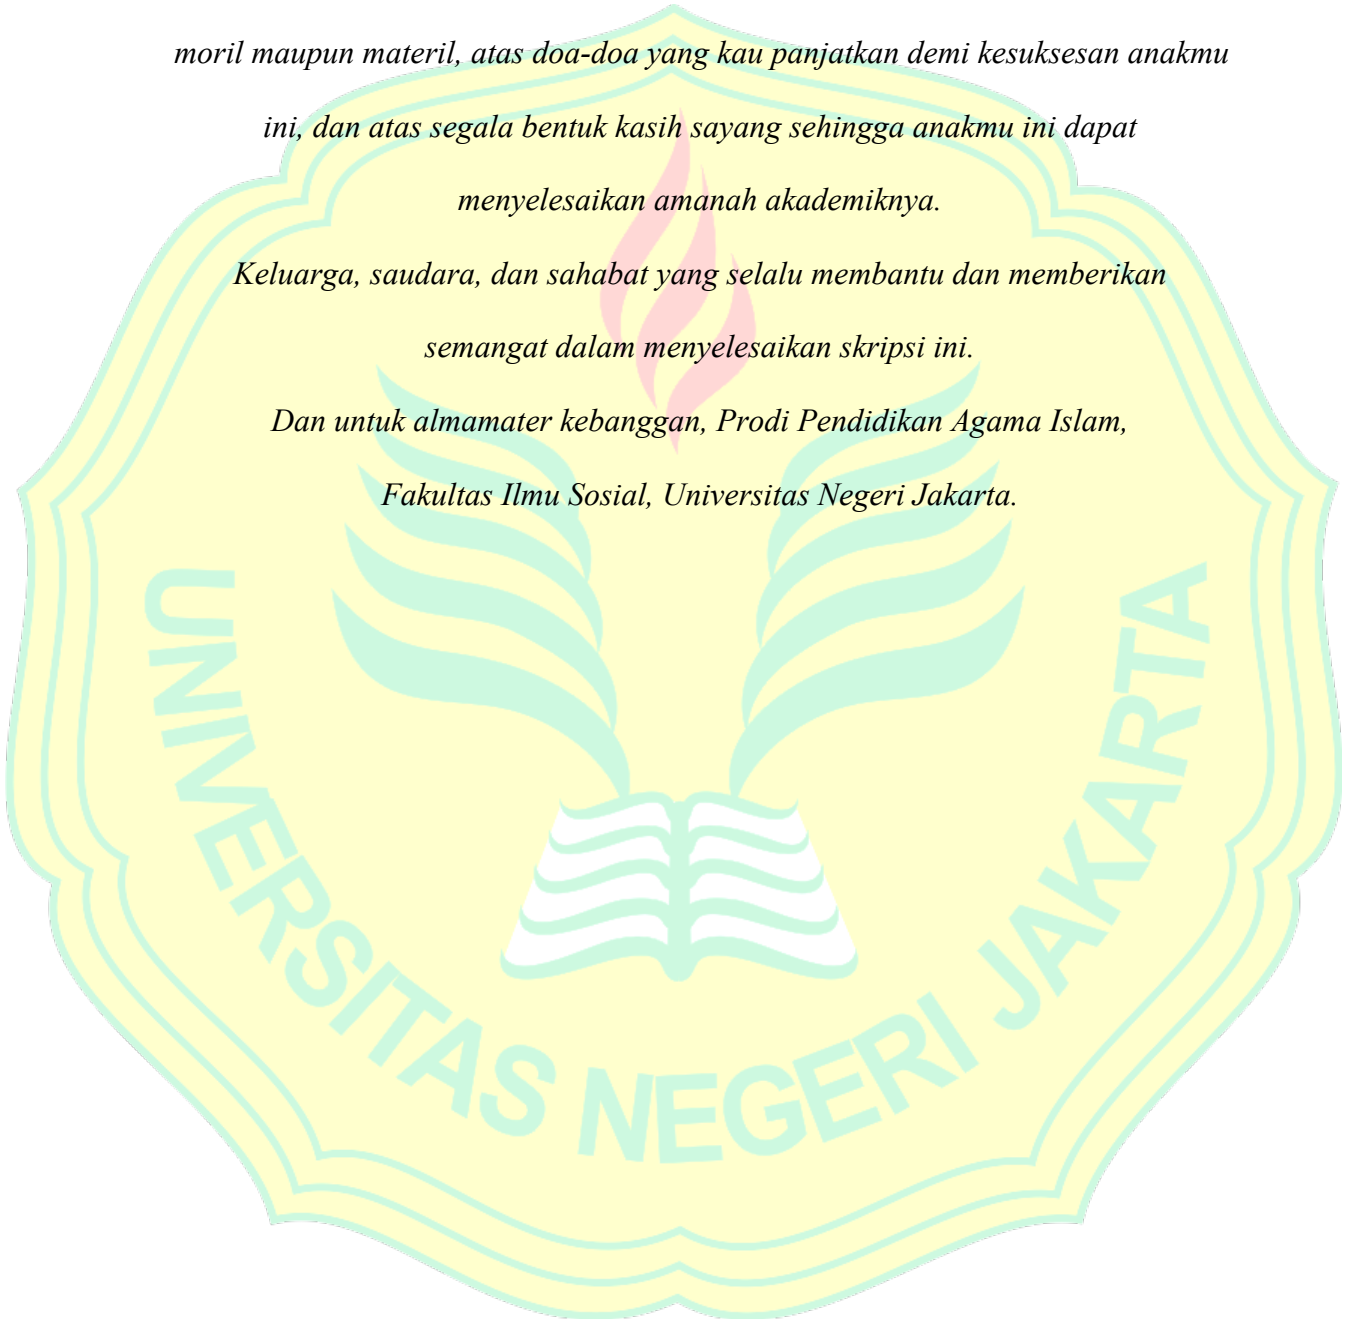 moril maupun materil, atas doa-doa yang kau panjatkan demi kesuksesan anakmu
ini, dan atas segala bentuk kasih sayang sehingga anakmu ini dapat
menyelesaikan amanah akademiknya.
Keluarga, saudara, dan sahabat yang selalu membantu dan memberikan
semangat dalam menyelesaikan skripsi ini.
Dan untuk almamater kebanggan, Prodi Pendidikan Agama Islam,
Fakultas Ilmu Sosial, Universitas Negeri Jakarta.
UNIVERSITAS NEGERI JAKARTA